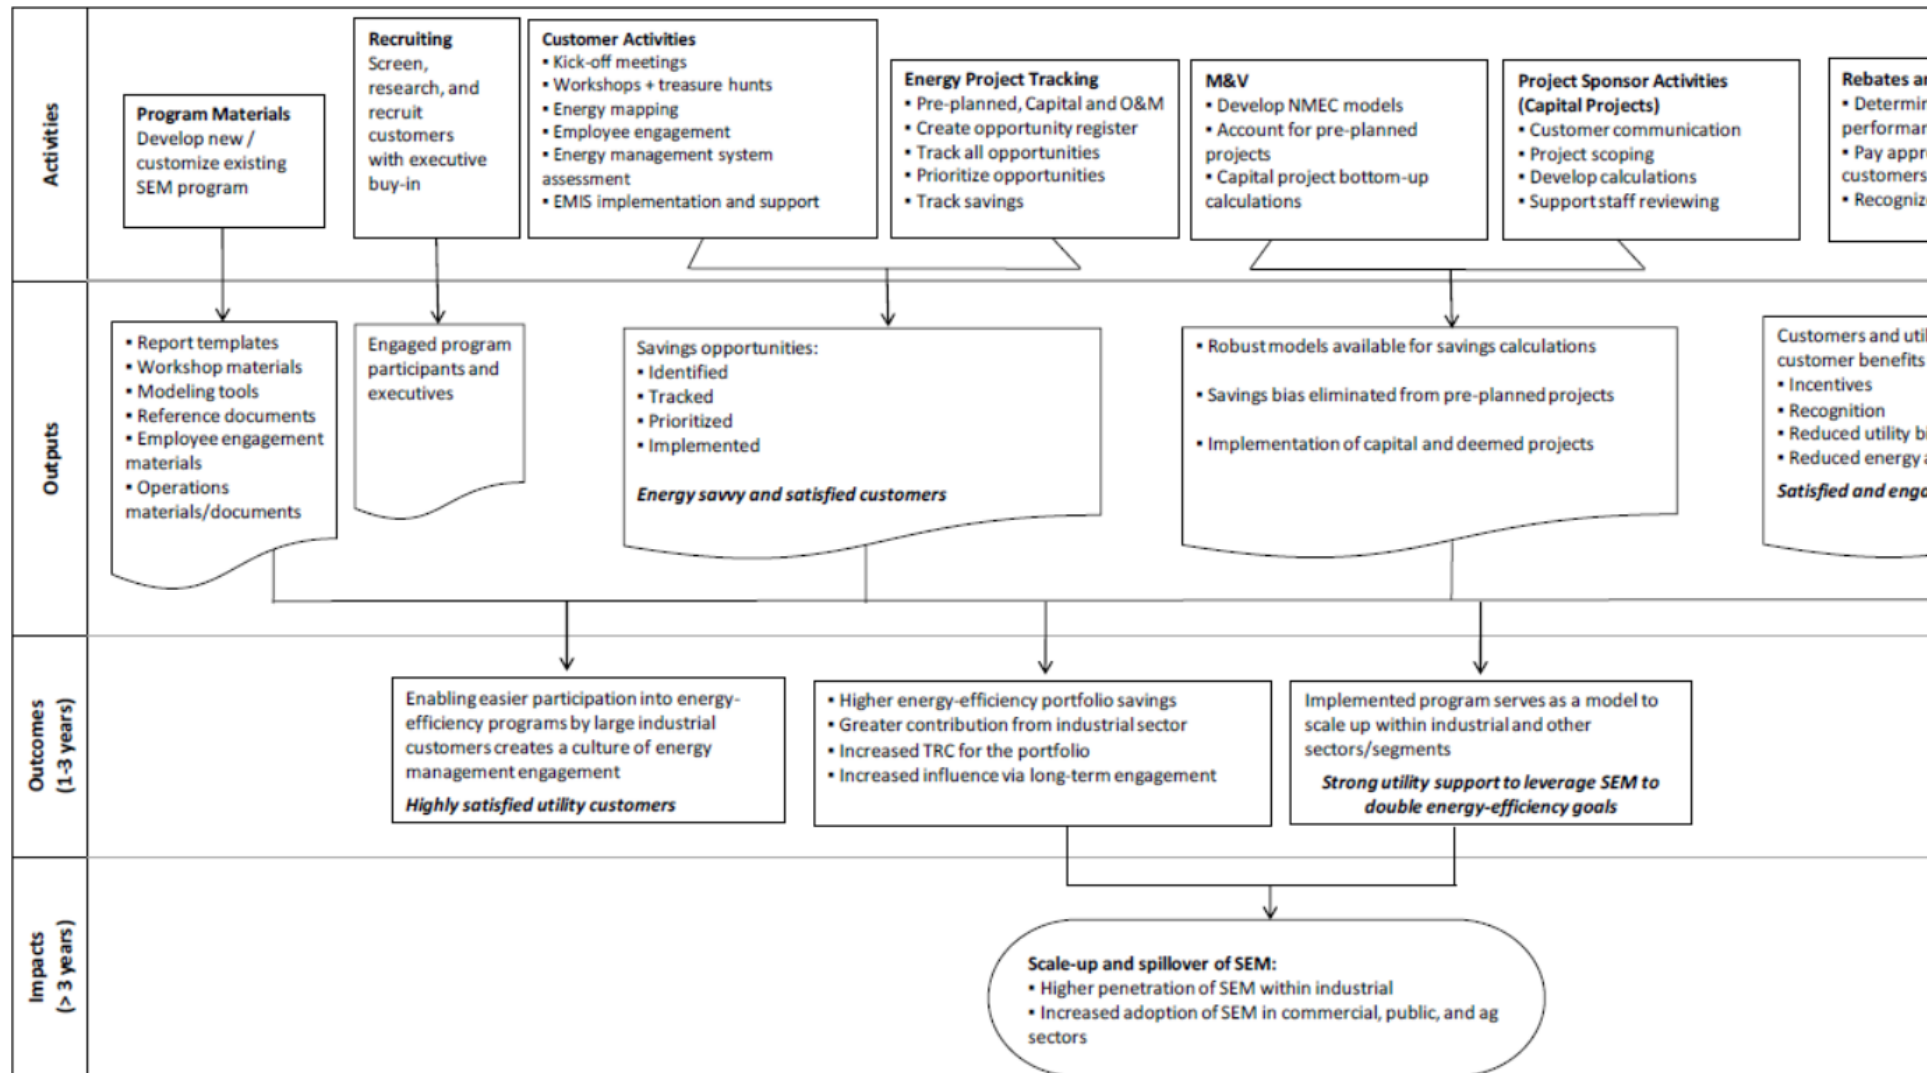 Activities
Program Materials
Develop new /
customize existing
SEM program
Recruiting
Screen,
research, and
recruit
customers
with executive
buy-in
Customer Activities
▪ Kick-off meetings
▪ Workshops + treasure hunts
▪ Energy mapping
▪ Employee engagement
▪ Energy management system
assessment
▪ EMIS implementation and support
Energy Project Tracking
▪ Pre-planned, Capital and O&M
▪ Create opportunity register
▪ Track all opportunities
▪ Prioritize opportunities
▪ Track savings
M&V
▪ Develop NMEC models
▪ Account for pre-planned
projects
▪ Capital project bottom-up
calculations
Project Sponsor Activities
(Capital Projects)
▪ Customer communication
▪ Project scoping
▪ Develop calculations
▪ Support staff reviewing
Rebates
▪
▪ Pay
customers
▪
Outputs
▪ Report templates
▪ Workshop materials
▪ Modeling tools
▪ Reference documents
▪ Employee engagement
materials
▪ Operations
materials/documents
Engaged program
participants and
executives
Savings opportunities:
▪ Identified
▪ Tracked
▪ Prioritized
▪ Implemented
Energy savvy and satisfied customers
▪ Robust models available for savings calculations
▪ Savings bias eliminated from pre-planned projects
▪ Implementation of capital and deemed projects
Customers and
customer benefits
▪ Incentives
▪ Recognition
▪ Reduced utility
▪ Reduced energy
Satisfied and
Outcomes
(1-3 years)
Enabling easier participation into energy-
efficiency programs by large industrial
customers creates a culture of energy
management engagement
Highly satisfied utility customers
▪ Higher energy-efficiency portfolio savings
▪ Greater contribution from industrial sector
▪ Increased TRC for the portfolio
▪ Increased influence via long-term engagement
Implemented program serves as a model to
scale up within industrial and other
sectors/segments
Strong utility support to leverage SEM to
double energy-efficiency goals
Impacts
(> 3 years)
Scale-up and spillover of SEM:
▪ Higher penetration of SEM within industrial
▪ Increased adoption of SEM in commercial, public, and ag
sectors